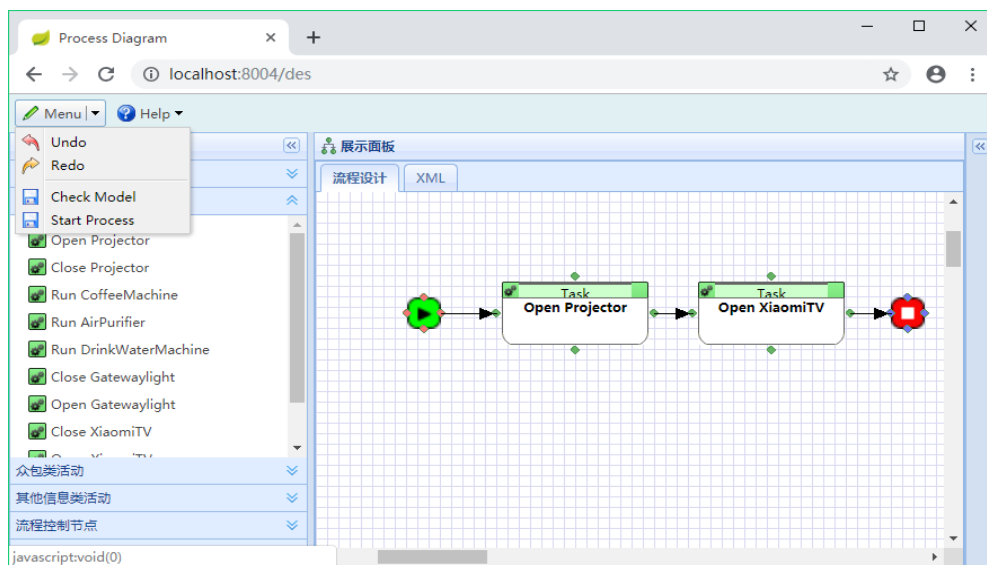 Process Diagram
localhost:8004/des
Menu
Help
Undo
Redo
Check Model
Start Process
展示面板
流程设计
XML
Open Projector
Close Projector
Run CoffeeMachine
Run AirPurifier
Run DrinkWaterMachine
Close Gatewaylight
Open Gatewaylight
Close XiaomiTV
众包类活动
其他信息类活动
流程控制节点
javascript:void(0)
Task
Open Projector
Task
Open XiaomiTV